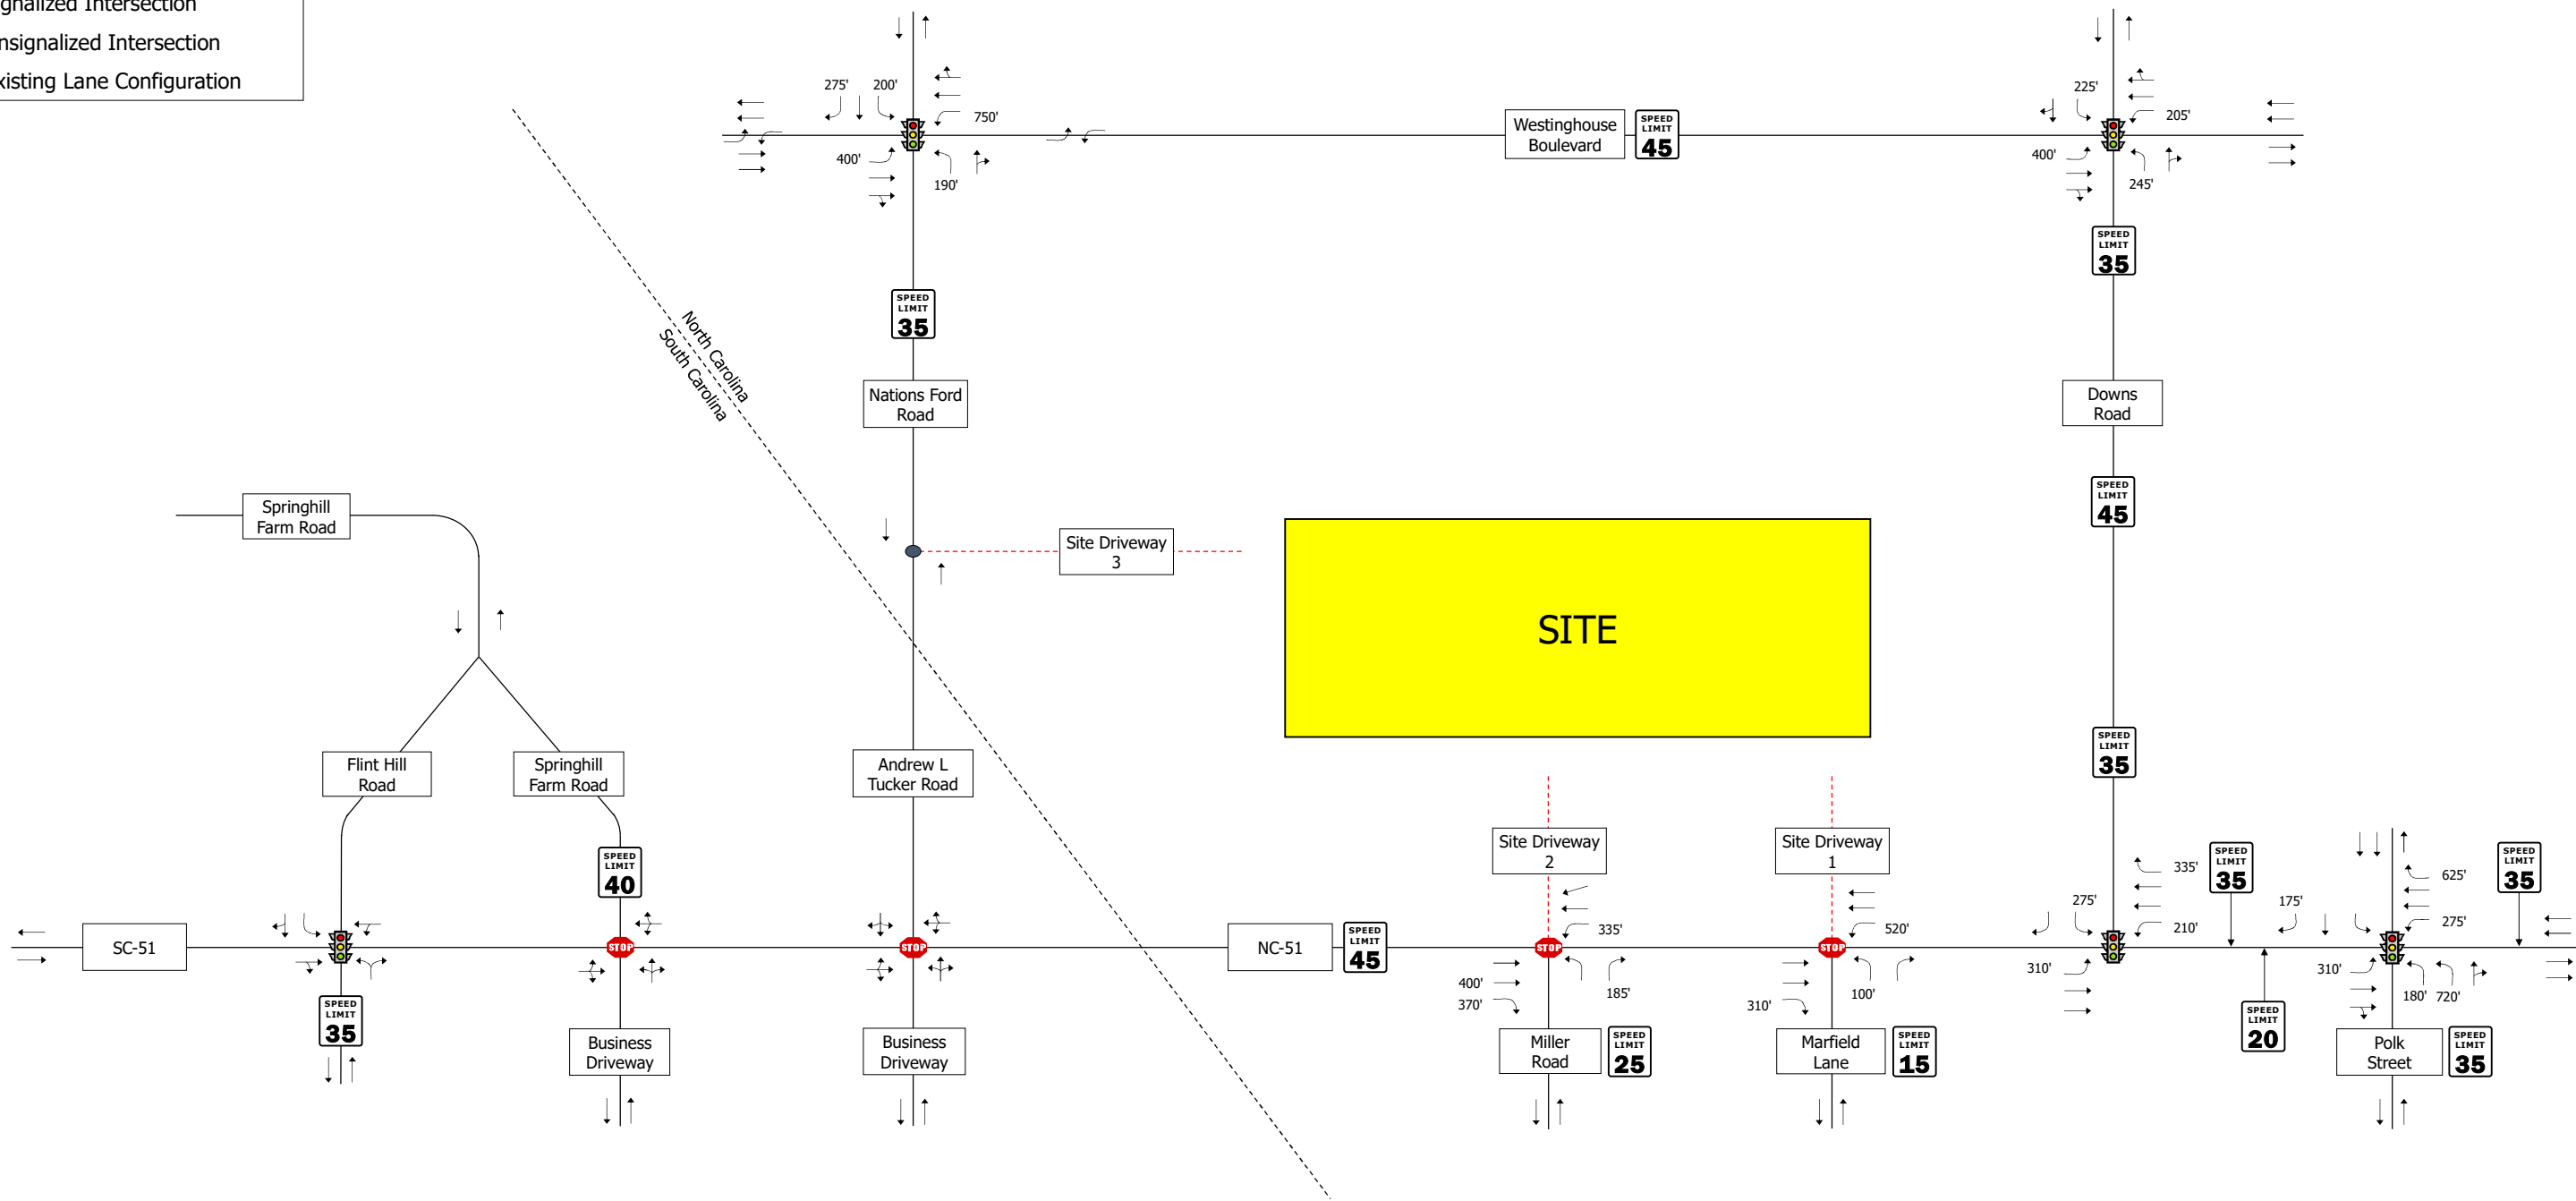 gnalized Intersection
nsignalized Intersection
xisting Lane Configuration
275'
200'
750'
400'
190'
Westinghouse
Boulevard
SPEED
LIMIT
45
225'
205'
400'
245'
SPEED
LIMIT
35
SPEED
LIMIT
35
North Carolina
South Carolina
Nations Ford
Road
Downs
Road
SPEED
LIMIT
45
Springhill
Farm Road
Site Driveway
3
SITE
SPEED
LIMIT
35
Flint Hill
Road
Springhill
Farm Road
Andrew L
Tucker Road
SPEED
LIMIT
40
Site Driveway
2
Site Driveway
1
SC-51
STOP
STOP
NC-51
SPEED
LIMIT
45
335'
STOP
400'
370'
185'
520'
STOP
310'
100'
275'
335'
210'
310'
SPEED
LIMIT
35
175'
625'
275'
310'
180'
720'
SPEED
LIMIT
35
SPEED
LIMIT
20
SPEED
LIMIT
35
Business
Driveway
Business
Driveway
Miller
Road
SPEED
LIMIT
25
Marfield
Lane
SPEED
LIMIT
15
Polk
Street
SPEED
LIMIT
35